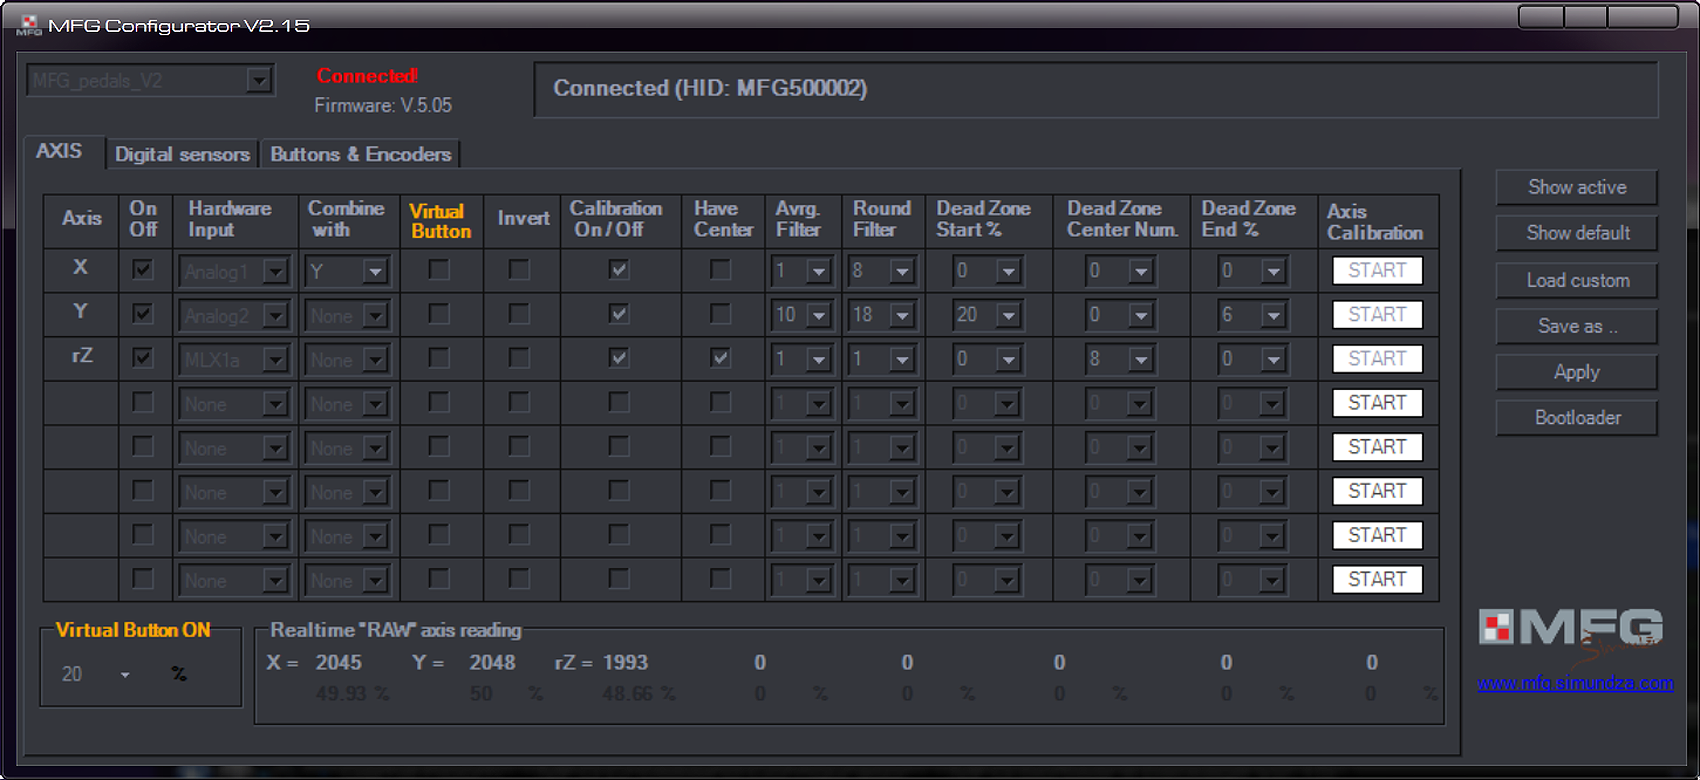 MFG Configurator V2.15
MFG_pedals_V2
Connected!
Firmware: V.5.05
Connected (HID: MFG500002)
AXIS Digital sensors Buttons & Encoders
Axis On Off Hardware Input Combine with Virtual Button Invert Calibration On / Off Have Center Avrg. Filter Round Filter Dead Zone Start % Dead Zone Center Num. Dead Zone End % Axis Calibration
X Analog1 Y 1 8 0 0 0 START
Y Analog2 None 10 18 20 0 6 START
rZ MLX1a None 1 1 0 8 0 START
None None 1 1 0 0 0 START
None None 1 1 0 0 0 START
None None 1 1 0 0 0 START
None None 1 1 0 0 0 START
None None 1 1 0 0 0 START
Show active
Show default
Load custom
Save as ..
Apply
Bootloader
Virtual Button ON
20 %
Realtime "RAW" axis reading
X = 2045 Y = 2048 rZ = 1993 0 0 0 0 0
49.93 % 50 % 48.66 % 0 % 0 % 0 % 0 % 0 %
MFG
www.mfg.simundza.com